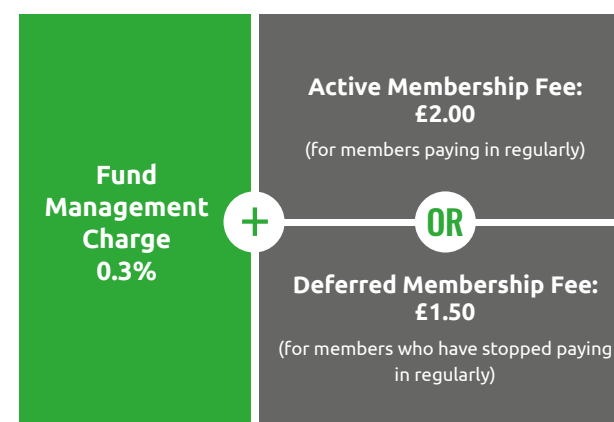 Fund
Management
Charge
0.3%
+
Active Membership Fee:
£2.00
(for members paying in regularly)
OR
Deferred Membership Fee:
£1.50
(for members who have stopped paying
in regularly)